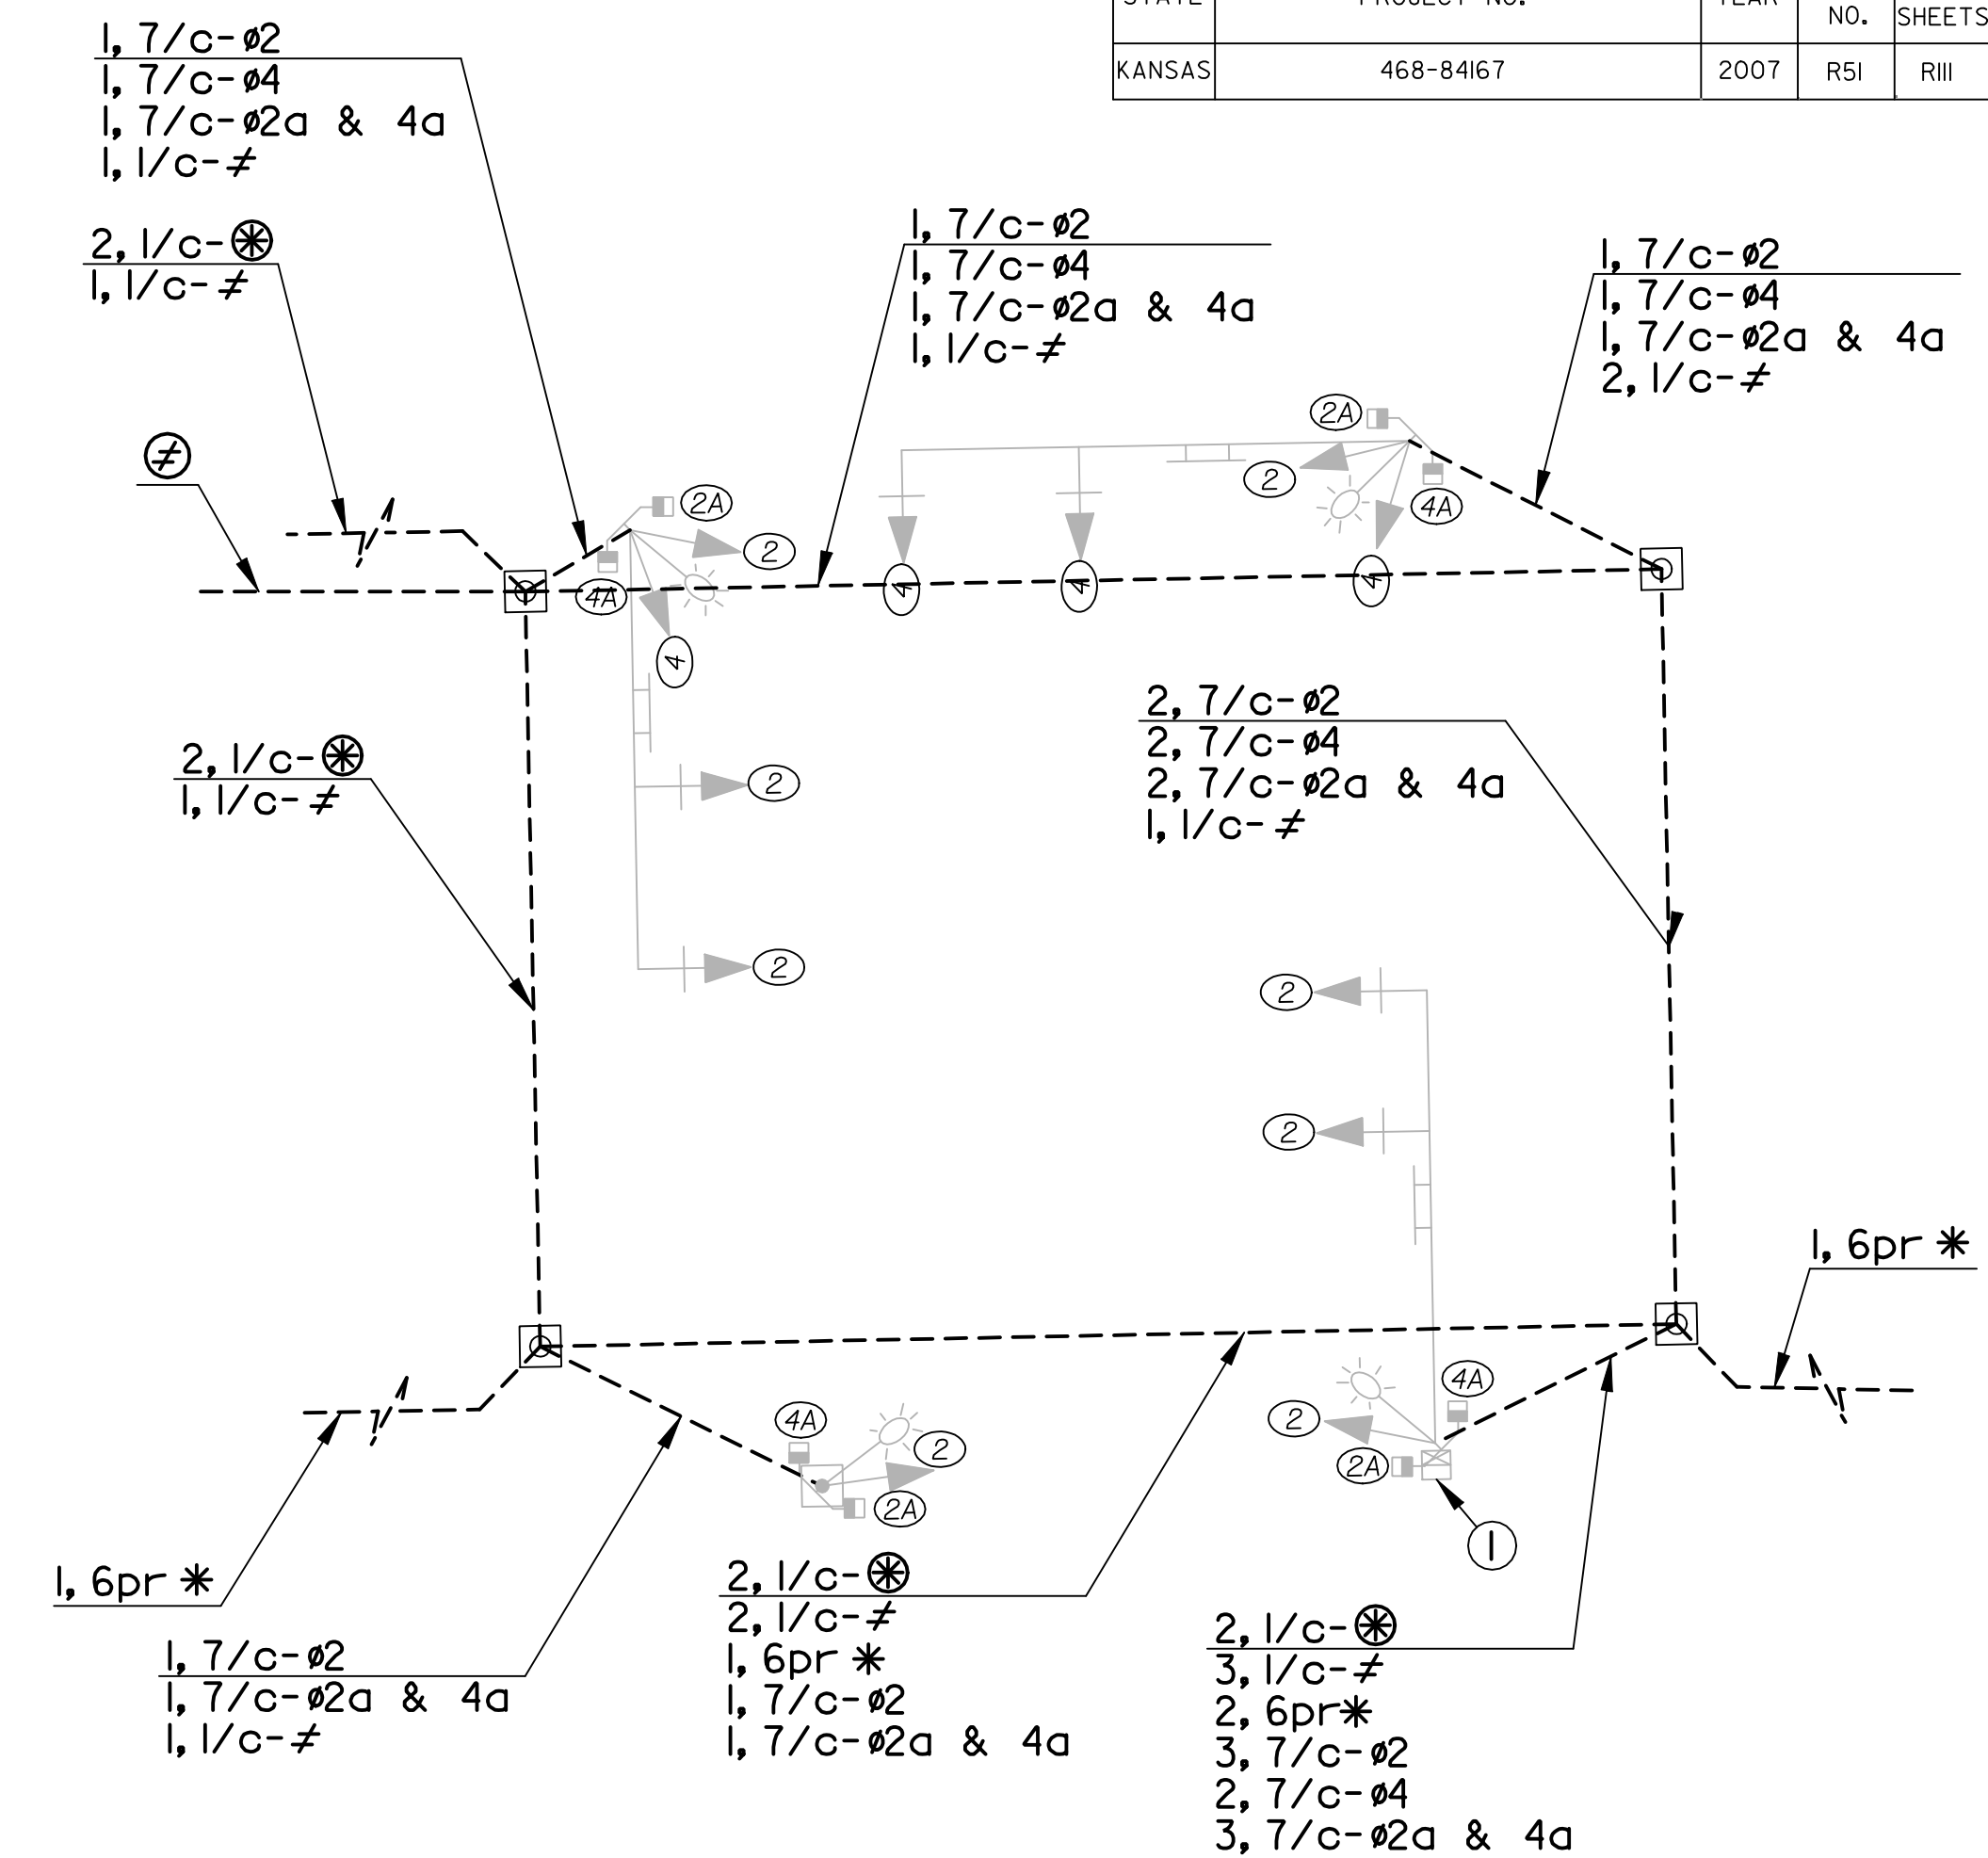 NO. SHEETS
KANSAS 468-84167 2007 R51 R111
1, 7/c-ø2
1, 7/c-ø4
1, 7/c-ø2a & 4a
1, 1/c-≠
2, 1/c-⊛
1, 1/c-≠
1, 7/c-ø2
1, 7/c-ø4
1, 7/c-ø2a & 4a
1, 1/c-≠
1, 7/c-ø2
1, 7/c-ø4
1, 7/c-ø2a & 4a
2, 1/c-≠
≠
2A
2
4A
2A
2
4A
4
4
4
4
2, 7/c-ø2
2, 7/c-ø4
2, 7/c-ø2a & 4a
1, 1/c-≠
2, 1/c-⊛
1, 1/c-≠
2
2
2
2
1, 6pr *
4A
2
2A
4A
2
2A
1
1, 6pr *
1, 7/c-ø2
1, 7/c-ø2a & 4a
1, 1/c-≠
2, 1/c-⊛
2, 1/c-≠
1, 6pr *
1, 7/c-ø2
1, 7/c-ø2a & 4a
2, 1/c-⊛
3, 1/c-≠
2, 6pr*
3, 7/c-ø2
2, 7/c-ø4
3, 7/c-ø2a & 4a